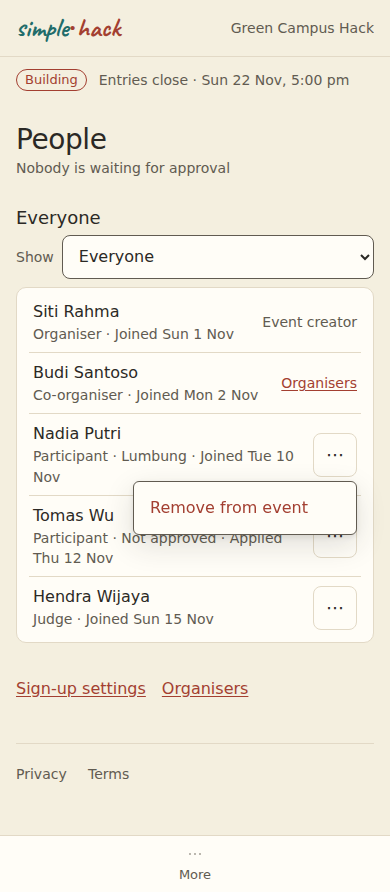 simple·hack
Green Campus Hack
Building
Entries close · Sun 22 Nov, 5:00 pm
People
Nobody is waiting for approval
Everyone
Show
Everyone
Siti Rahma
Organiser · Joined Sun 1 Nov
Event creator
Budi Santoso
Co-organiser · Joined Mon 2 Nov
Organisers
Nadia Putri
Participant · Lumbung · Joined Tue 10
Nov
⋯
Remove from event
Tomas Wu
Participant · Not approved · Applied
Thu 12 Nov
⋯
Hendra Wijaya
Judge · Joined Sun 15 Nov
⋯
Sign-up settings
Organisers
Privacy
Terms
⋯
More